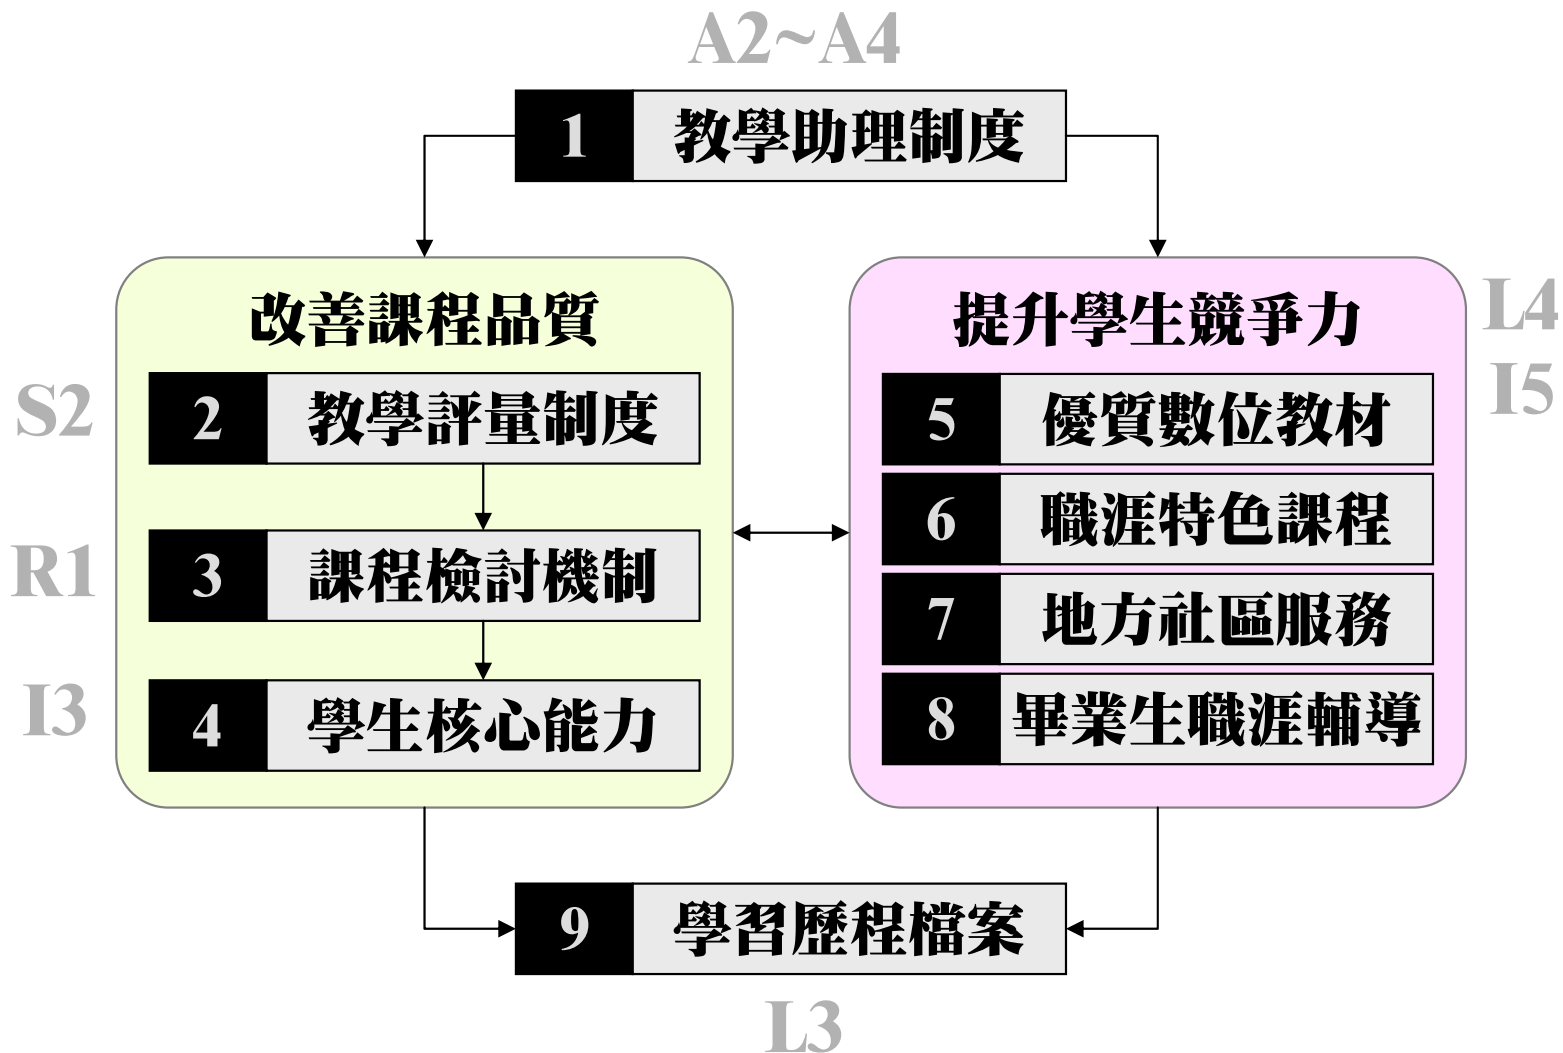 A2~A4
1 教學助理制度
改善課程品質
S2
2 教學評量制度
R1
3 課程檢討機制
I3
4 學生核心能力
提升學生競爭力
L4
I5
5 優質數位教材
6 職涯特色課程
7 地方社區服務
8 畢業生職涯輔導
9 學習歷程檔案
L3